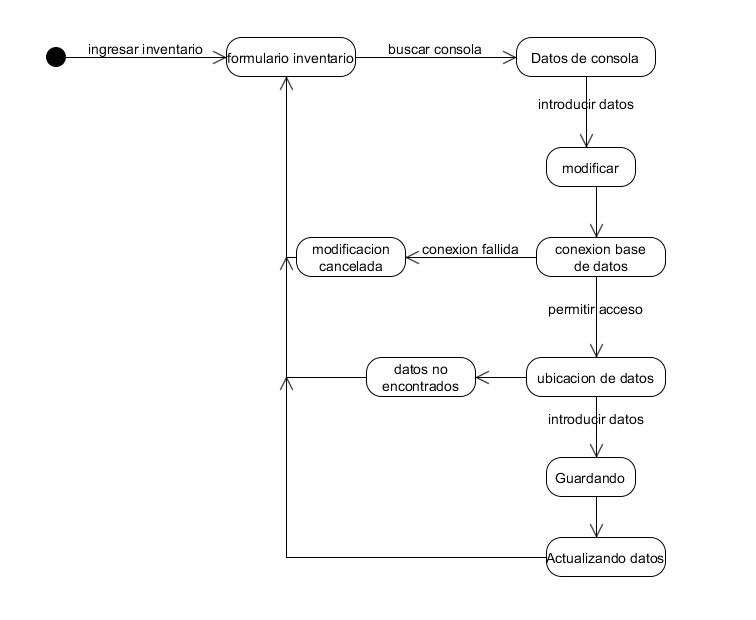 ingresar inventario
formulario inventario
buscar consola
Datos de consola
introducir datos
modificar
modificacion
cancelada
conexion fallida
conexion base
de datos
permitir acceso
datos no
encontrados
ubicacion de datos
introducir datos
Guardando
Actualizando datos